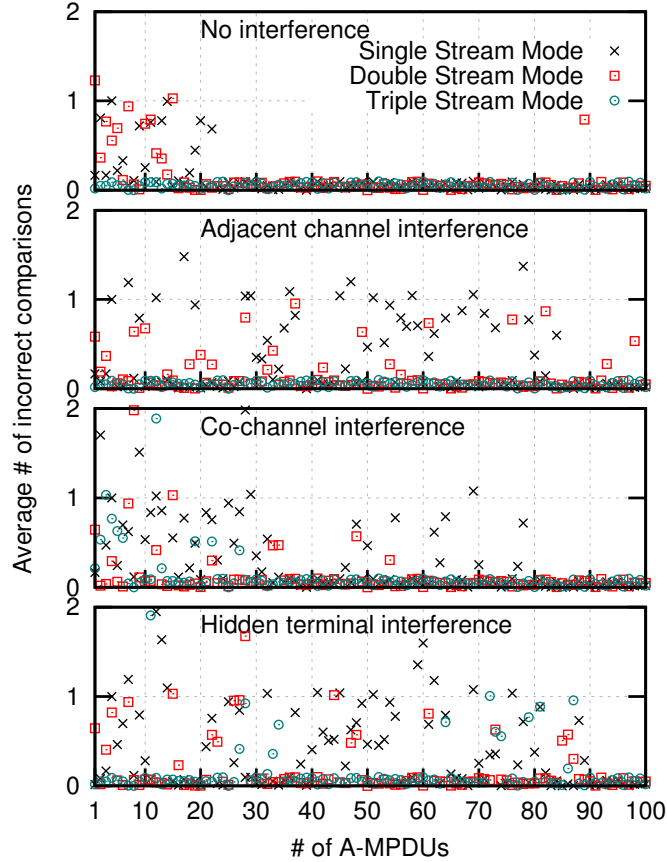 2
No interference
Single Stream Mode
Double Stream Mode
Triple Stream Mode
1
0
2
Adjacent channel interference
1
0
2
Co-channel interference
1
0
2
Hidden terminal interference
1
0
1 10 20 30 40 50 60 70 80 90 100
# of A-MPDUs
Average # of incorrect comparisons